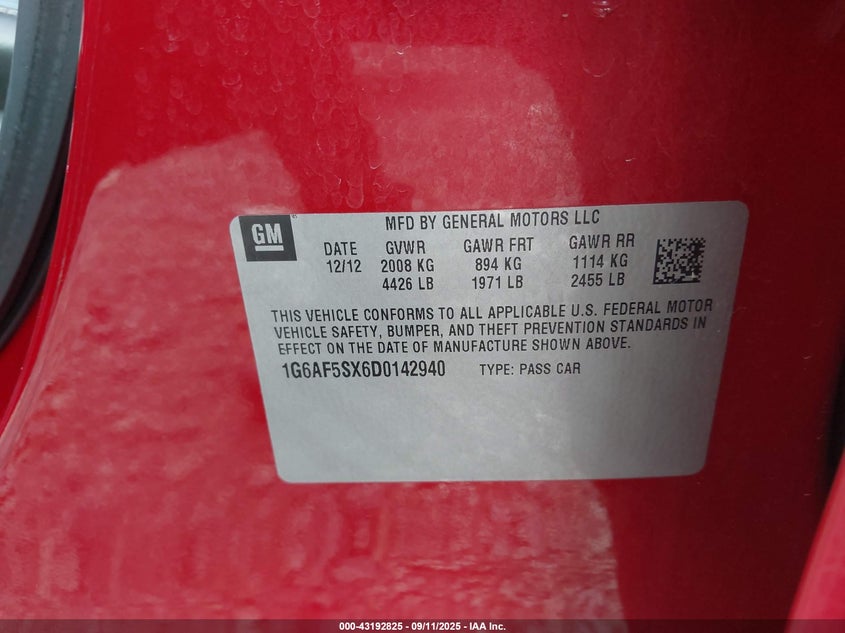 GM
MFD BY GENERAL MOTORS LLC
DATE GVWR GAWR FRT GAWR RR
12/12 2008 KG 894 KG 1114 KG
4426 LB 1971 LB 2455 LB
THIS VEHICLE CONFORMS TO ALL APPLICABLE U.S. FEDERAL MOTOR
VEHICLE SAFETY, BUMPER, AND THEFT PREVENTION STANDARDS IN
EFFECT ON THE DATE OF MANUFACTURE SHOWN ABOVE.
1G6AF5SX6D0142940 TYPE: PASS CAR
000-43192825 - 09/11/2025 - IAA Inc.